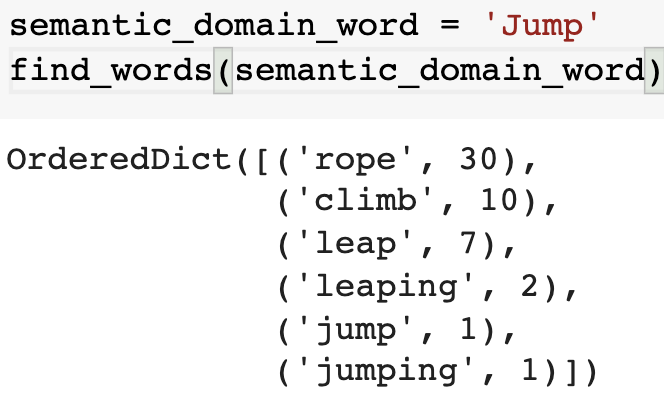 semantic_domain_word = 'Jump'
find_words(semantic_domain_word)
OrderedDict([('rope', 30),
('climb', 10),
('leap', 7),
('leaping', 2),
('jump', 1),
('jumping', 1)])